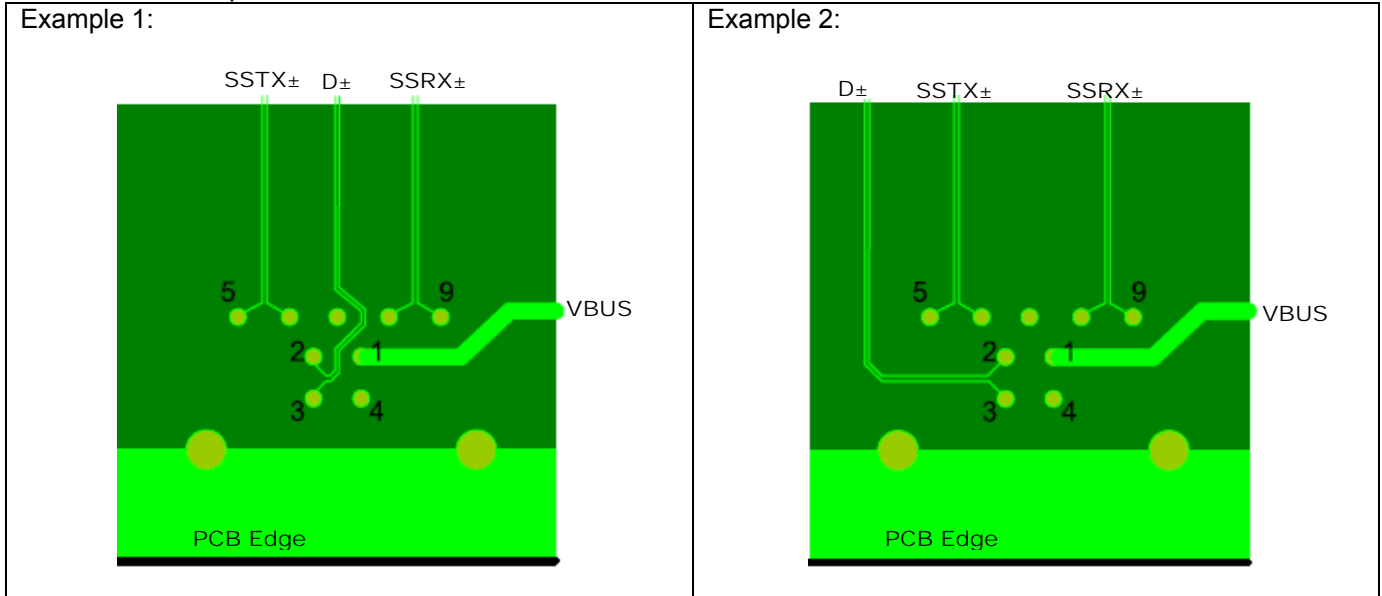 Example 1:
SSTX± D± SSRX±
5 9
VBUS
2 1
3 4
PCB Edge
Example 2:
D± SSTX± SSRX±
5 9
VBUS
2 1
3 4
PCB Edge